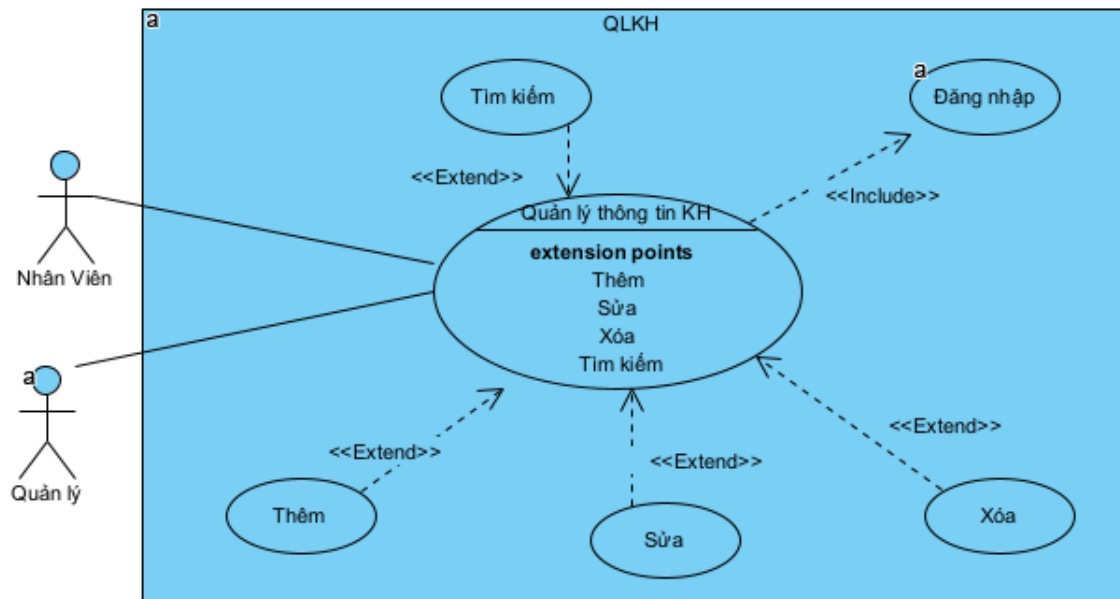 a
QLKH
Tìm kiếm
a
Đăng nhập
<<Extend>>
<<Include>>
Quản lý thông tin KH
extension points
Thêm
Sửa
Xóa
Tìm kiếm
Nhân Viên
a
Quản lý
<<Extend>>
<<Extend>>
<<Extend>>
Thêm
Sửa
Xóa